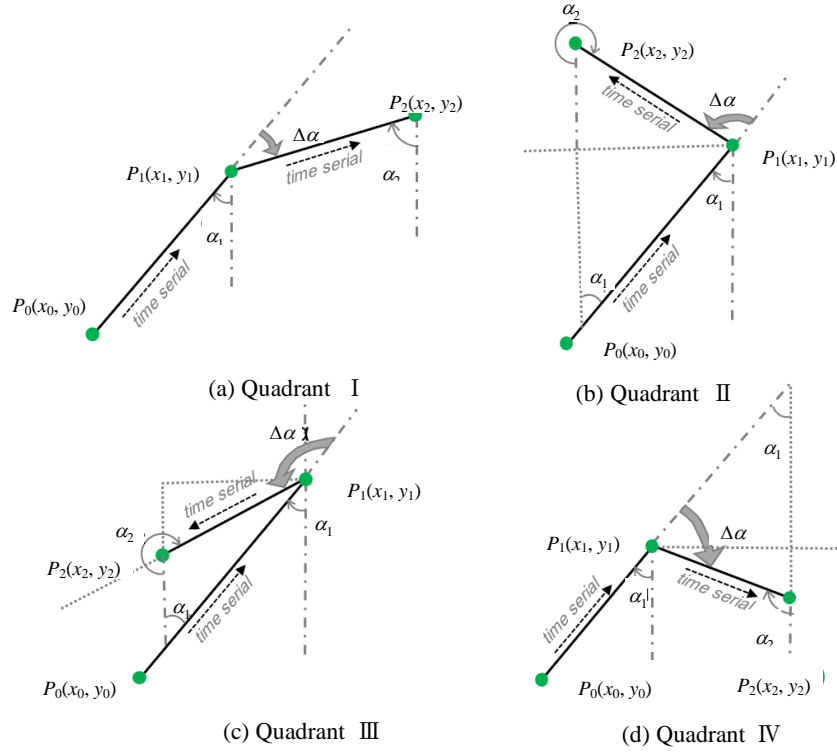 α₂
P₂(x₂, y₂)
Δα
P₂(x₂, y₂)
Δα
time serial
time serial
P₁(x₁, y₁)
α₂
P₁(x₁, y₁)
α₁
α₁
time serial
α₁
time serial
P₀(x₀, y₀)
P₀(x₀, y₀)
(a) Quadrant Ⅰ
(b) Quadrant Ⅱ
Δα
α₁
time serial
P₁(x₁, y₁)
α₂
α₁
P₁(x₁, y₁)
Δα
P₂(x₂, y₂)
time serial
α₁
time serial
α₁
time serial
α₂
P₀(x₀, y₀)
P₀(x₀, y₀)
P₂(x₂, y₂)
(c) Quadrant Ⅲ
(d) Quadrant Ⅳ